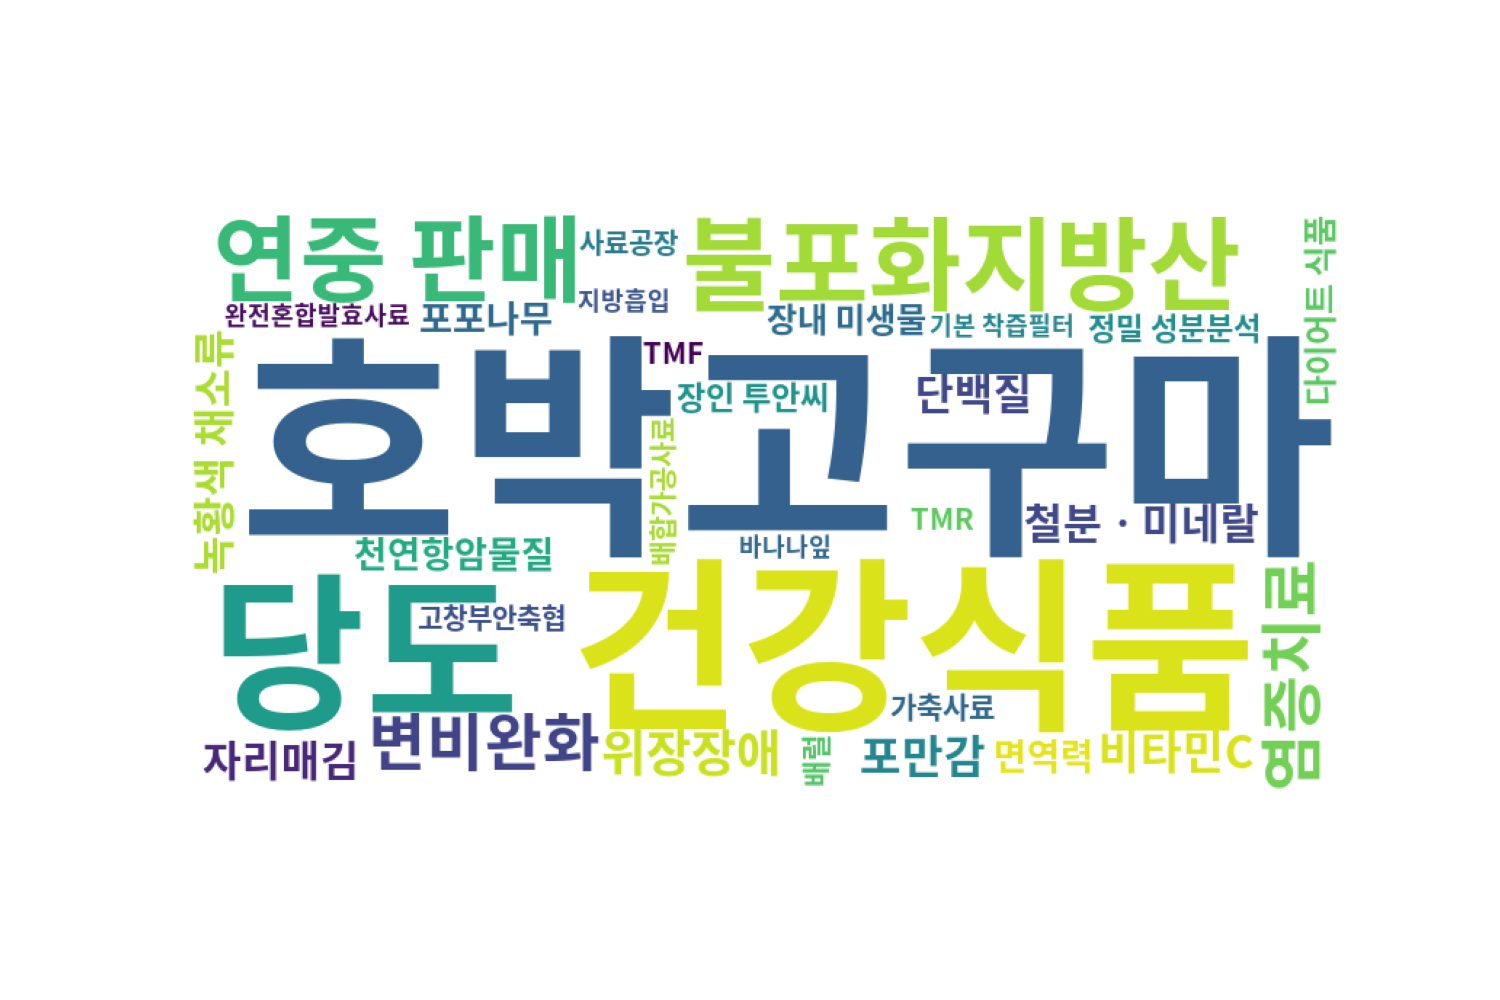 연중 판매
사료공장
불포화지방산
다이어트 식품
지방흡입
완전혼합발효사료
포포나무
장내 미생물
기본 착즙필터
정밀 성분분석
녹황색 채소류
호박고구마
TMF
장인 투안씨
단백질
배합가공사료
TMR
철분 · 미네랄
천연항암물질
바나나잎
당도
고창부안축협
건강식품
염증치료
가축사료
변비완화
자리매김
위장장애
배럴
포만감
면역력
비타민C